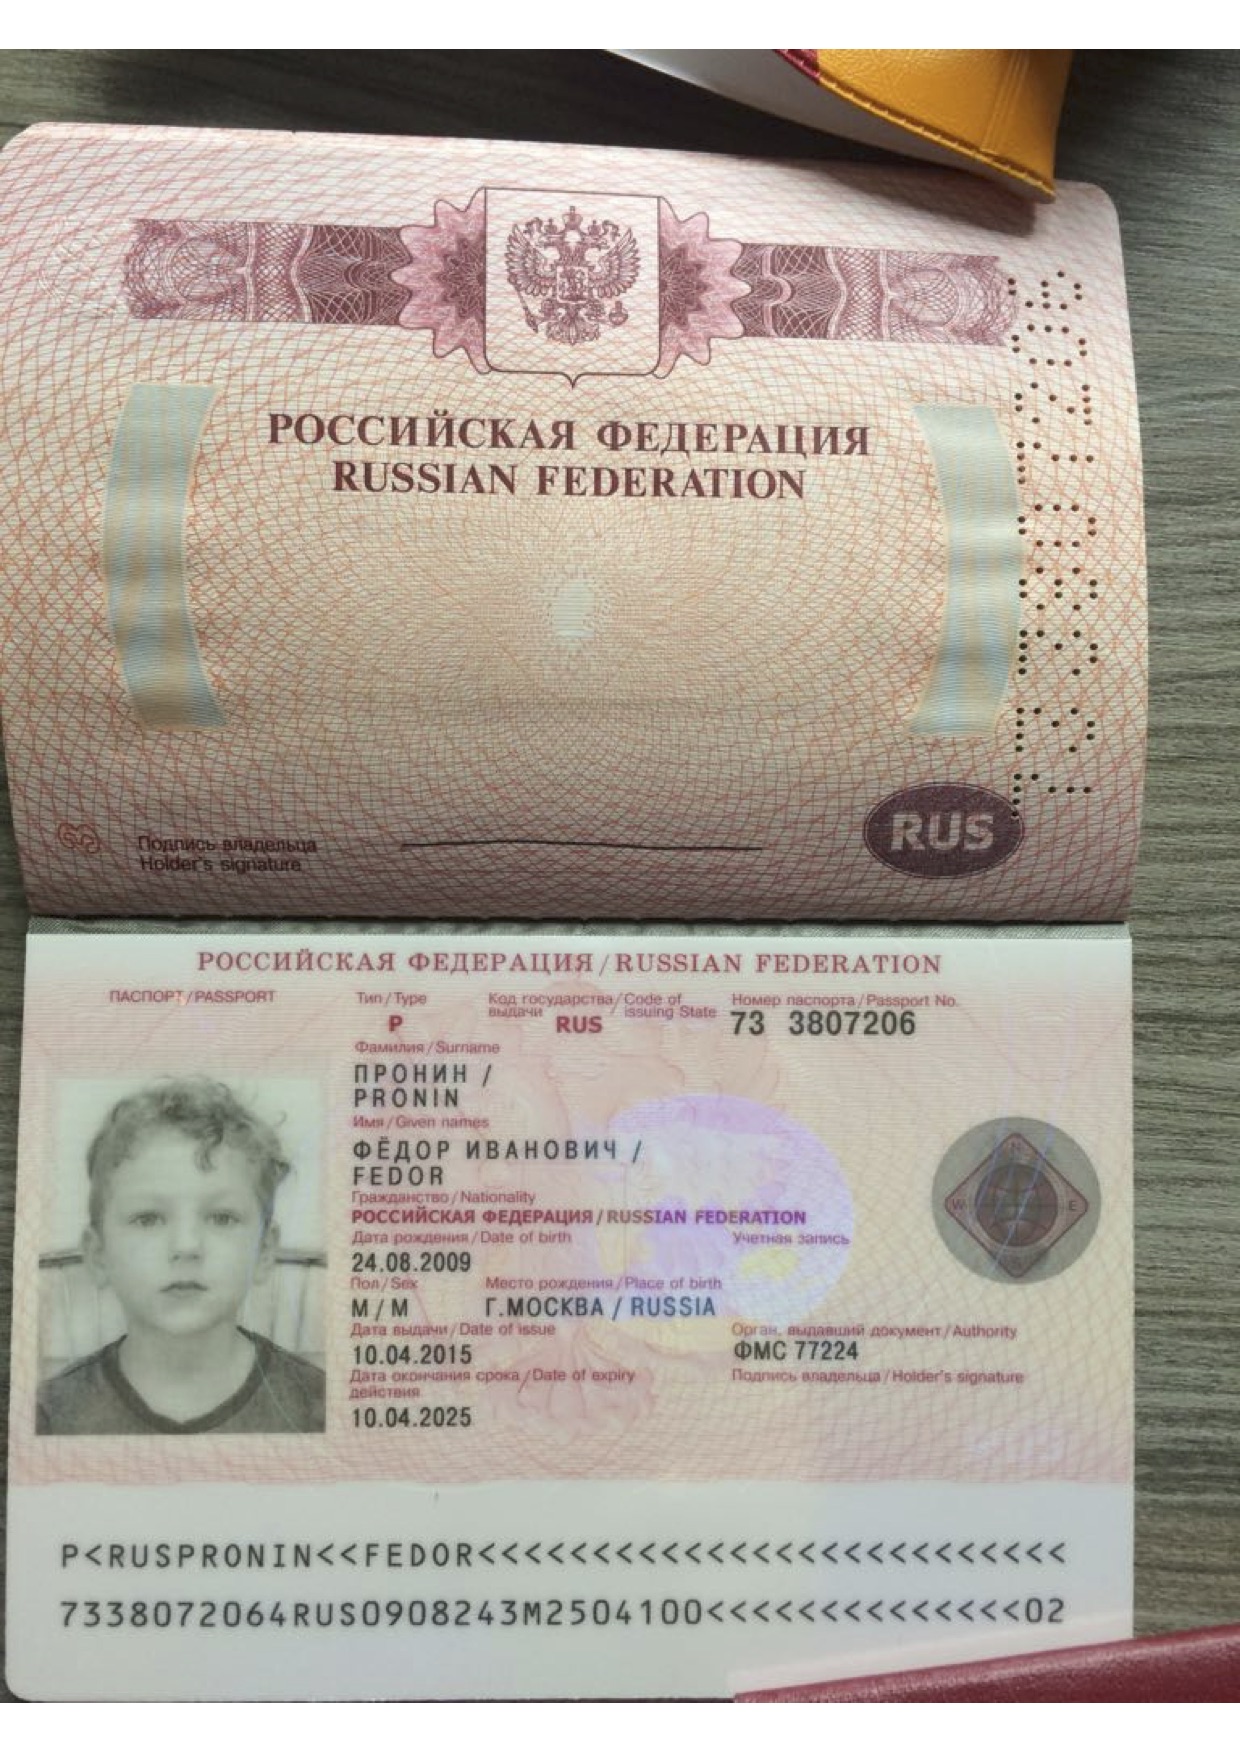 РОССИЙСКАЯ ФЕДЕРАЦИЯ
RUSSIAN FEDERATION
73 3807206
Подпись владельца
Holder's signature
RUS
РОССИЙСКАЯ ФЕДЕРАЦИЯ / RUSSIAN FEDERATION
ПАСПОРТ / PASSPORT
Тип / Type
Код государства / Code of
выдачи / issuing State
Номер паспорта / Passport No.
P
RUS
73 3807206
Фамилия / Surname
ПРОНИН /
PRONIN
Имя / Given names
ФЁДОР ИВАНОВИЧ /
FEDOR
Гражданство / Nationality
РОССИЙСКАЯ ФЕДЕРАЦИЯ / RUSSIAN FEDERATION
Дата рождения / Date of birth
Учетная запись
24.08.2009
Пол / Sex
Место рождения / Place of birth
М / M
Г.МОСКВА / RUSSIA
Дата выдачи / Date of issue
Орган, выдавший документ / Authority
10.04.2015
ФМС 77224
Дата окончания срока / Date of expiry
действия
Подпись владельца / Holder's signature
10.04.2025
N
W
E
S
P<RUSPRONIN<<FEDOR<<<<<<<<<<<<<<<<<<<<<<<<<<
7338072064RUS0908243M2504100<<<<<<<<<<<<<<02